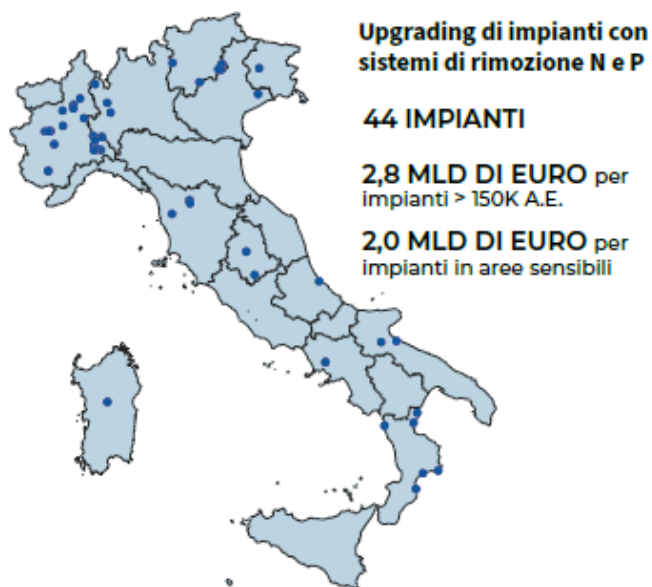 Upgrading di impianti con
sistemi di rimozione N e P
44 IMPIANTI
2,8 MLD DI EURO per
impianti > 150K A.E.
2,0 MLD DI EURO per
impianti in aree sensibili